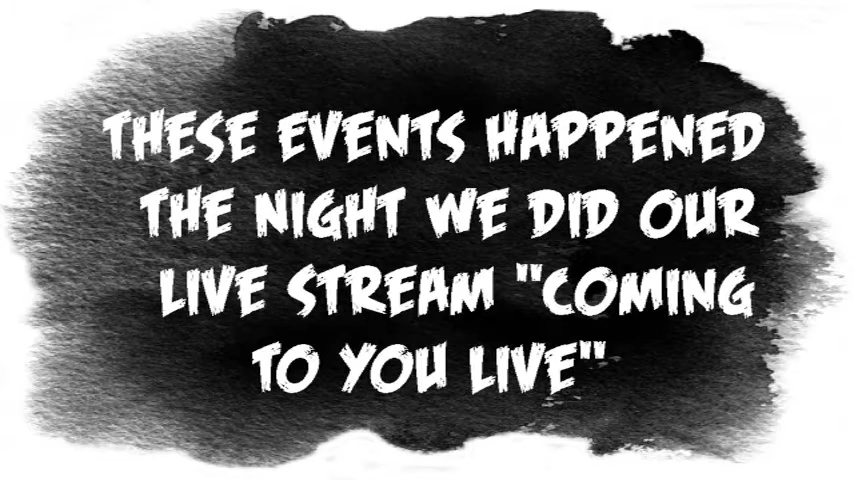 THESE EVENTS HAPPENED
THE NIGHT WE DID OUR
LIVE STREAM "COMING
TO YOU LIVE"